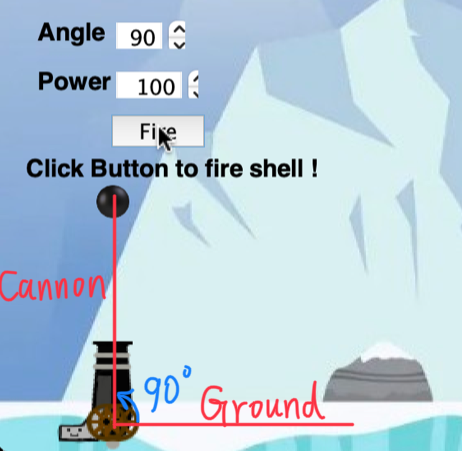 Angle 90
Power 100
Fire
Click Button to fire shell !
Cannon
90°
Ground